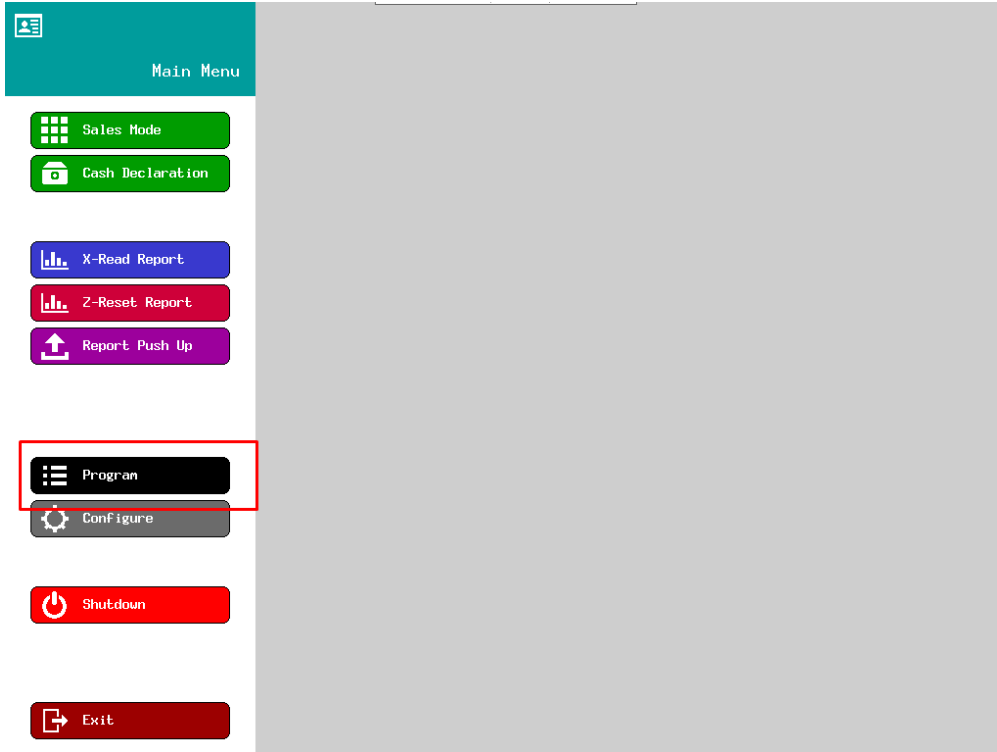 Main Menu
Sales Mode
Cash Declaration
X-Read Report
Z-Reset Report
Report Push Up
Program
Configure
Shutdown
Exit